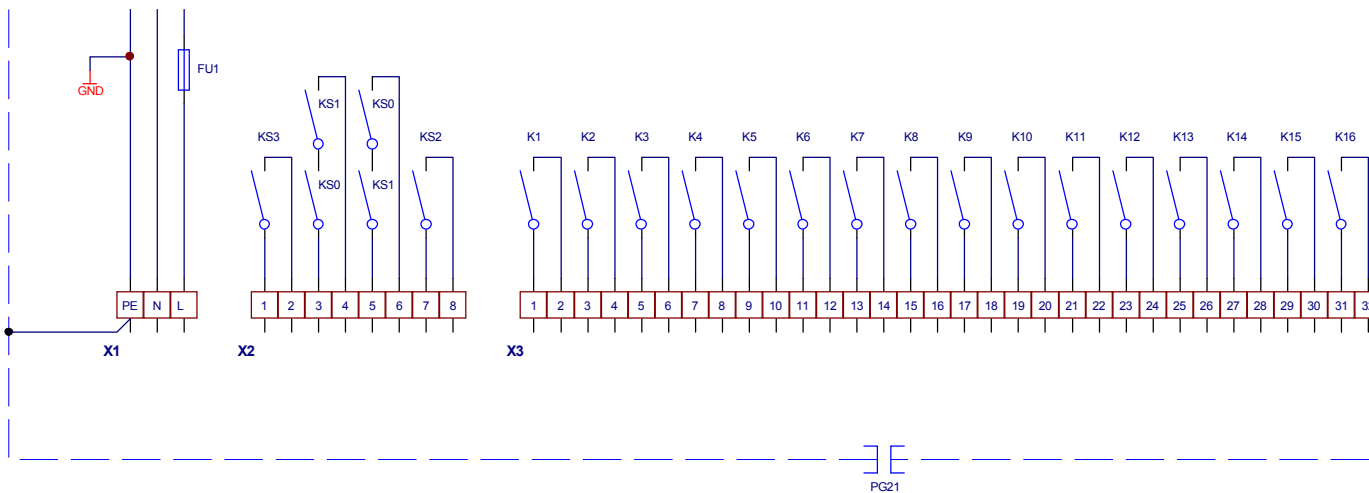 FU1
GND
KS1 KS0
KS3 KS2 K1 K2 K3 K4 K5 K6 K7 K8 K9 K10 K11 K12 K13 K14 K15 K16
KS0 KS1
PE N L 1 2 3 4 5 6 7 8 1 2 3 4 5 6 7 8 9 10 11 12 13 14 15 16 17 18 19 20 21 22 23 24 25 26 27 28 29 30 31 32
X1 X2 X3
PG21